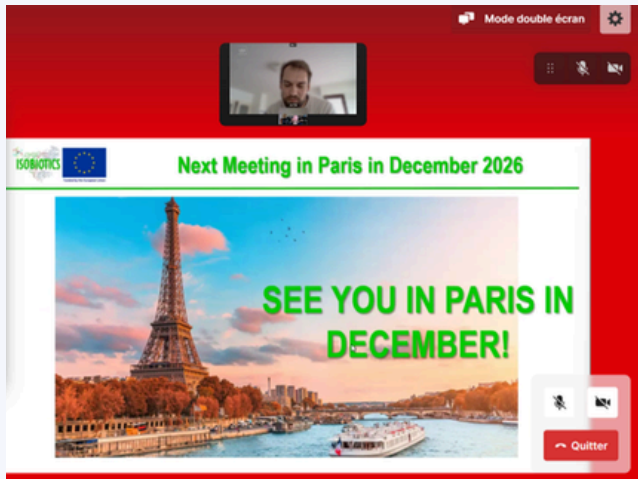 Mode double écran
ISOBIOTICS
Next Meeting in Paris in December 2026
SEE YOU IN PARIS IN
DECEMBER!
Quitter